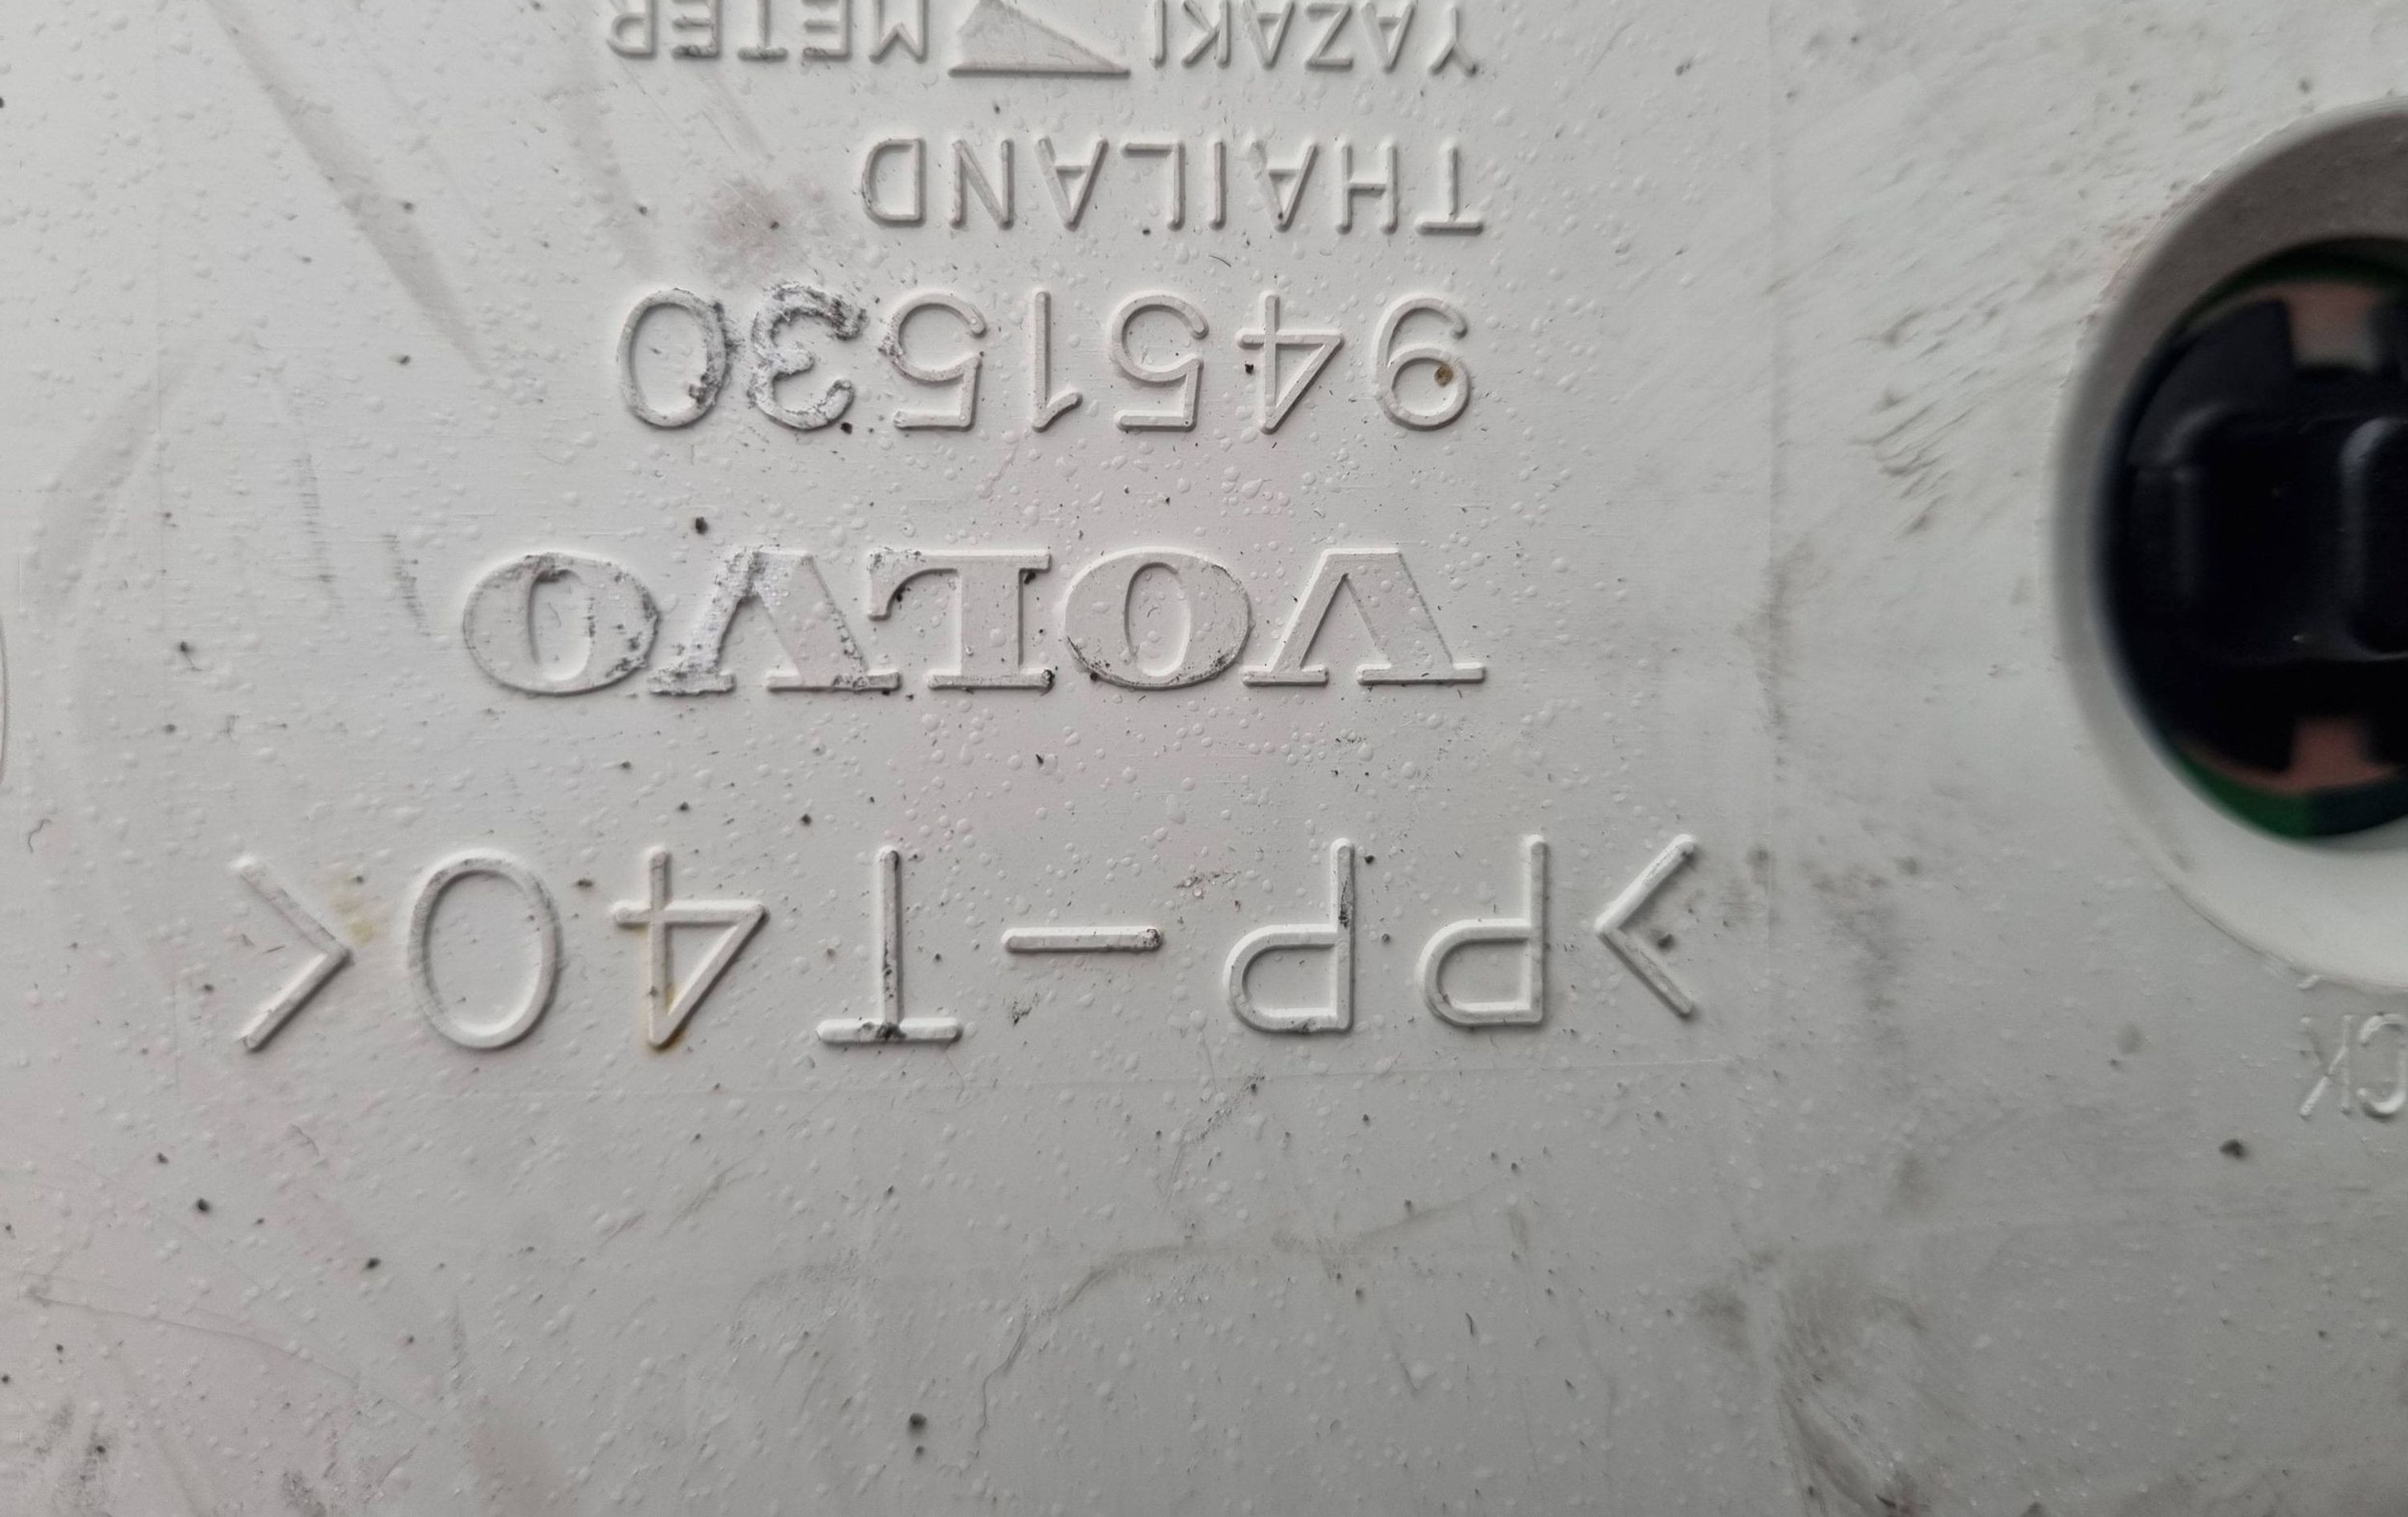 >PP-T40<
VOLVO
9451530
THAILAND
YAZAKI METER